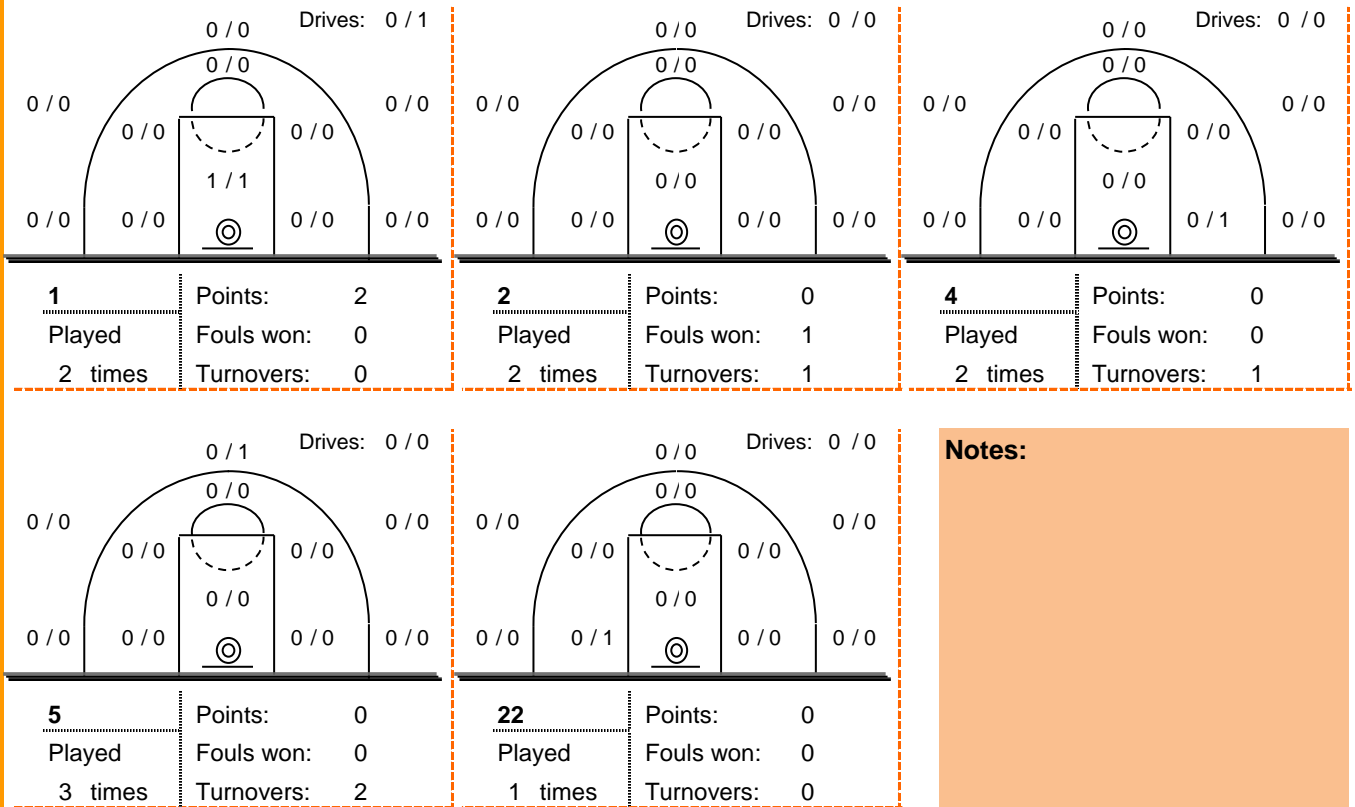 Drives: 0 / 1
0 / 0
0 / 0
0 / 0 0 / 0
0 / 0 0 / 0
1 / 1
0 / 0 0 / 0 0 / 0 0 / 0
1 Points: 2
Played Fouls won: 0
2 times Turnovers: 0
Drives: 0 / 0
0 / 0
0 / 0
0 / 0 0 / 0
0 / 0 0 / 0
0 / 0
0 / 0 0 / 0 0 / 0 0 / 0
2 Points: 0
Played Fouls won: 1
2 times Turnovers: 1
Drives: 0 / 0
0 / 0
0 / 0
0 / 0 0 / 0
0 / 0 0 / 0
0 / 0
0 / 0 0 / 0 0 / 1 0 / 0
4 Points: 0
Played Fouls won: 0
2 times Turnovers: 1
Drives: 0 / 0
0 / 1
0 / 0
0 / 0 0 / 0
0 / 0 0 / 0
0 / 0
0 / 0 0 / 0 0 / 0 0 / 0
5 Points: 0
Played Fouls won: 0
3 times Turnovers: 2
Drives: 0 / 0
0 / 0
0 / 0
0 / 0 0 / 0
0 / 0 0 / 0
0 / 0
0 / 0 0 / 1 0 / 0 0 / 0
22 Points: 0
Played Fouls won: 0
1 times Turnovers: 0
Notes: